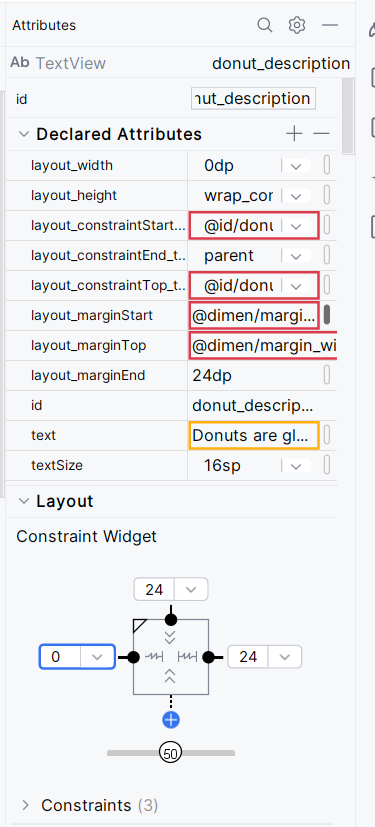 Attributes
Ab TextView donut_description
id nut_description
Declared Attributes
layout_width 0dp
layout_height wrap_cor
layout_constraintStart... @id/donu
layout_constraintEnd_t... parent
layout_constraintTop_t... @id/donu
layout_marginStart @dimen/margi...
layout_marginTop @dimen/margin_wi
layout_marginEnd 24dp
id donut_descrip...
text Donuts are gl...
textSize 16sp
Layout
Constraint Widget
24
0 24
50
Constraints (3)